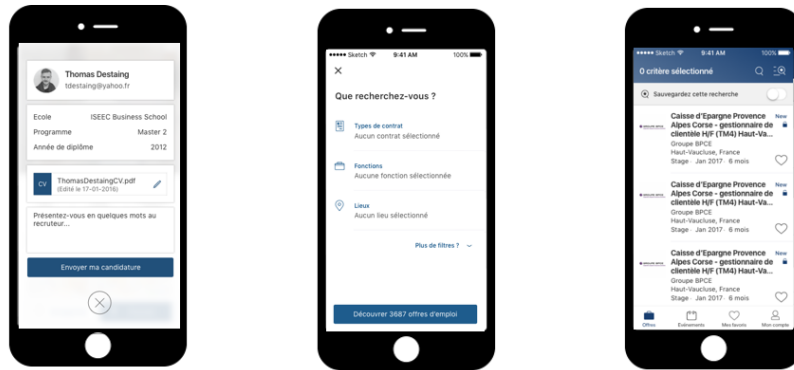 Thomas Destaing
tdestaing@yahoo.fr
Ecole ISEEC Business School
Programme Master 2
Année de diplôme 2012
CV
ThomasDestaingCV.pdf
(Edité le 17-01-2016)
Présentez-vous en quelques mots au
recruteur...
Envoyer ma candidature
Sketch 9:41 AM 100%
Que recherchez-vous ?
Types de contrat
Aucun contrat sélectionné
Fonctions
Aucune fonction sélectionnée
Lieux
Aucun lieu sélectionné
Plus de filtres ?
Découvrer 3687 offres d'emploi
Sketch 9:41 AM 100%
0 critère sélectionné
Sauvegardez cette recherche
Caisse d'Epargne Provence New
Alpes Corse - gestionnaire de
clientèle H/F (TM4) Haut-Va...
Groupe BPCE
Haut-Vaucluse, France
Stage · Jan 2017 · 6 mois
Caisse d'Epargne Provence New
Alpes Corse - gestionnaire de
clientèle H/F (TM4) Haut-Va...
Groupe BPCE
Haut-Vaucluse, France
Stage · Jan 2017 · 6 mois
Caisse d'Epargne Provence New
Alpes Corse - gestionnaire de
clientèle H/F (TM4) Haut-Va...
Groupe BPCE
Haut-Vaucluse, France
Stage · Jan 2017 · 6 mois
Offres Evénements Mes favoris Mon compte